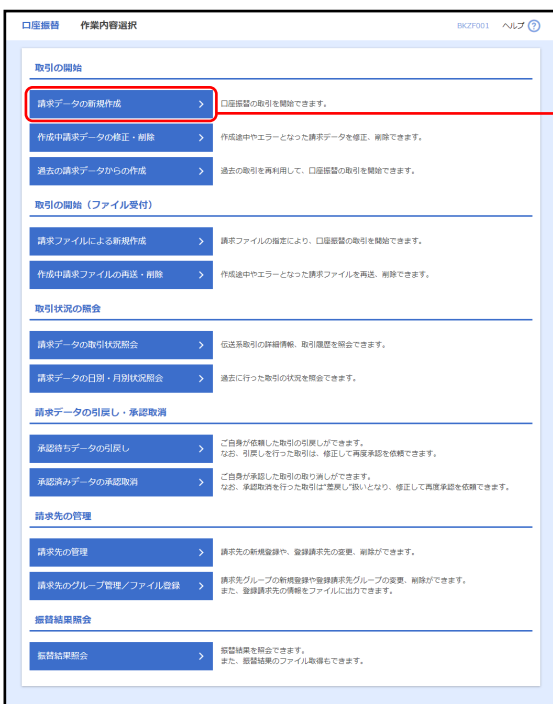 口座振替 作業内容選択 BKZF001 ヘルプ ?
取引の開始
請求データの新規作成 口座振替の取引を開始できます。
作成中請求データの修正・削除 作成途中やエラーとなった請求データを修正、削除できます。
過去の請求データからの作成 過去の取引を再利用して、口座振替の取引を開始できます。
取引の開始（ファイル受付）
請求ファイルによる新規作成 請求ファイルの指定により、口座振替の取引を開始できます。
作成中請求ファイルの再送・削除 作成途中やエラーとなった請求ファイルを再送、削除できます。
取引状況の照会
請求データの取引状況照会 伝送系取引の詳細情報、取引履歴を照会できます。
請求データの日別・月別状況照会 過去に行った取引の状況を照会できます。
請求データの引戻し・承認取消
承認待ちデータの引戻し ご自身が依頼した取引の引戻しができます。
なお、引戻しを行った取引は、修正して再度承認を依頼できます。
承認済みデータの承認取消 ご自身が承認した取引の取り消しができます。
なお、承認取消を行った取引は"差戻し"扱いとなり、修正して再度承認を依頼できます。
請求先の管理
請求先の管理 請求先の新規登録や、登録請求先の変更、削除ができます。
請求先のグループ管理／ファイル登録 請求先グループの新規登録や登録請求先グループの変更、削除ができます。
また、登録請求先の情報をファイルに出力できます。
振替結果照会
振替結果照会 振替結果を照会できます。
また、振替結果のファイル取得もできます。